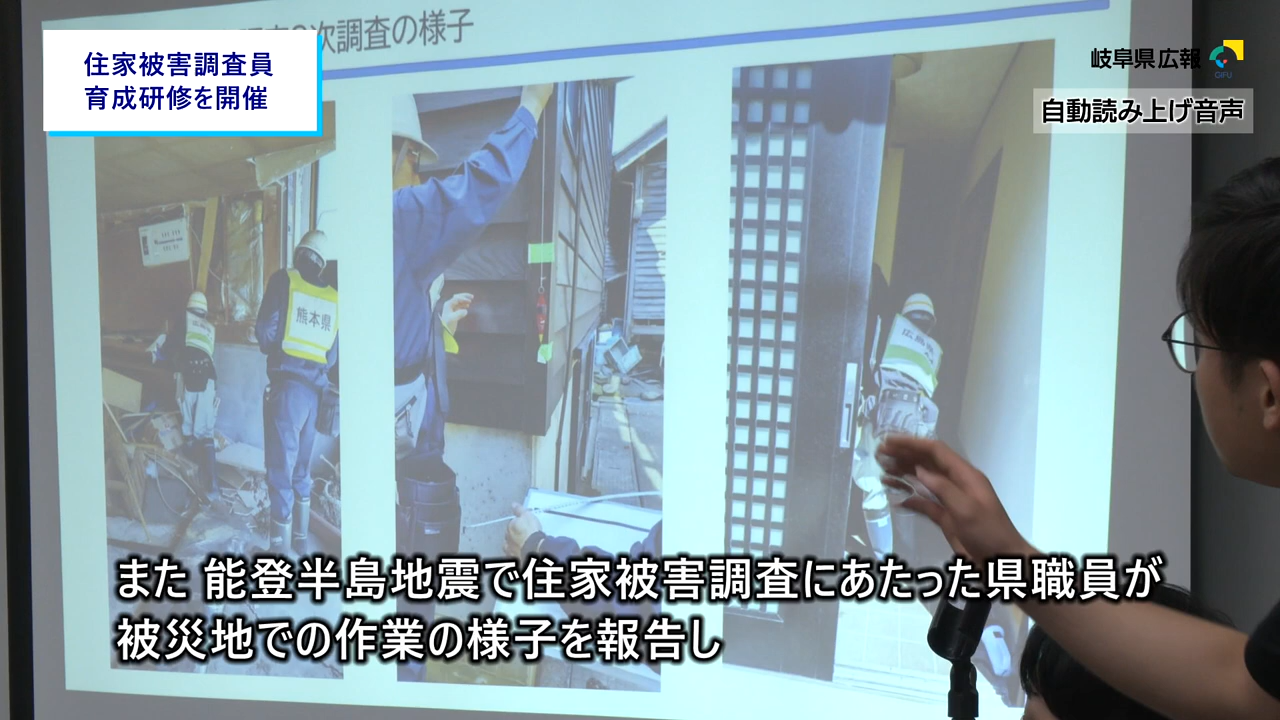 次調査の様子
住家被害調査員
育成研修を開催
岐阜県広報
GIFU
自動読み上げ音声
熊本県
広島県
また 能登半島地震で住家被害調査にあたった県職員が
被災地での作業の様子を報告し